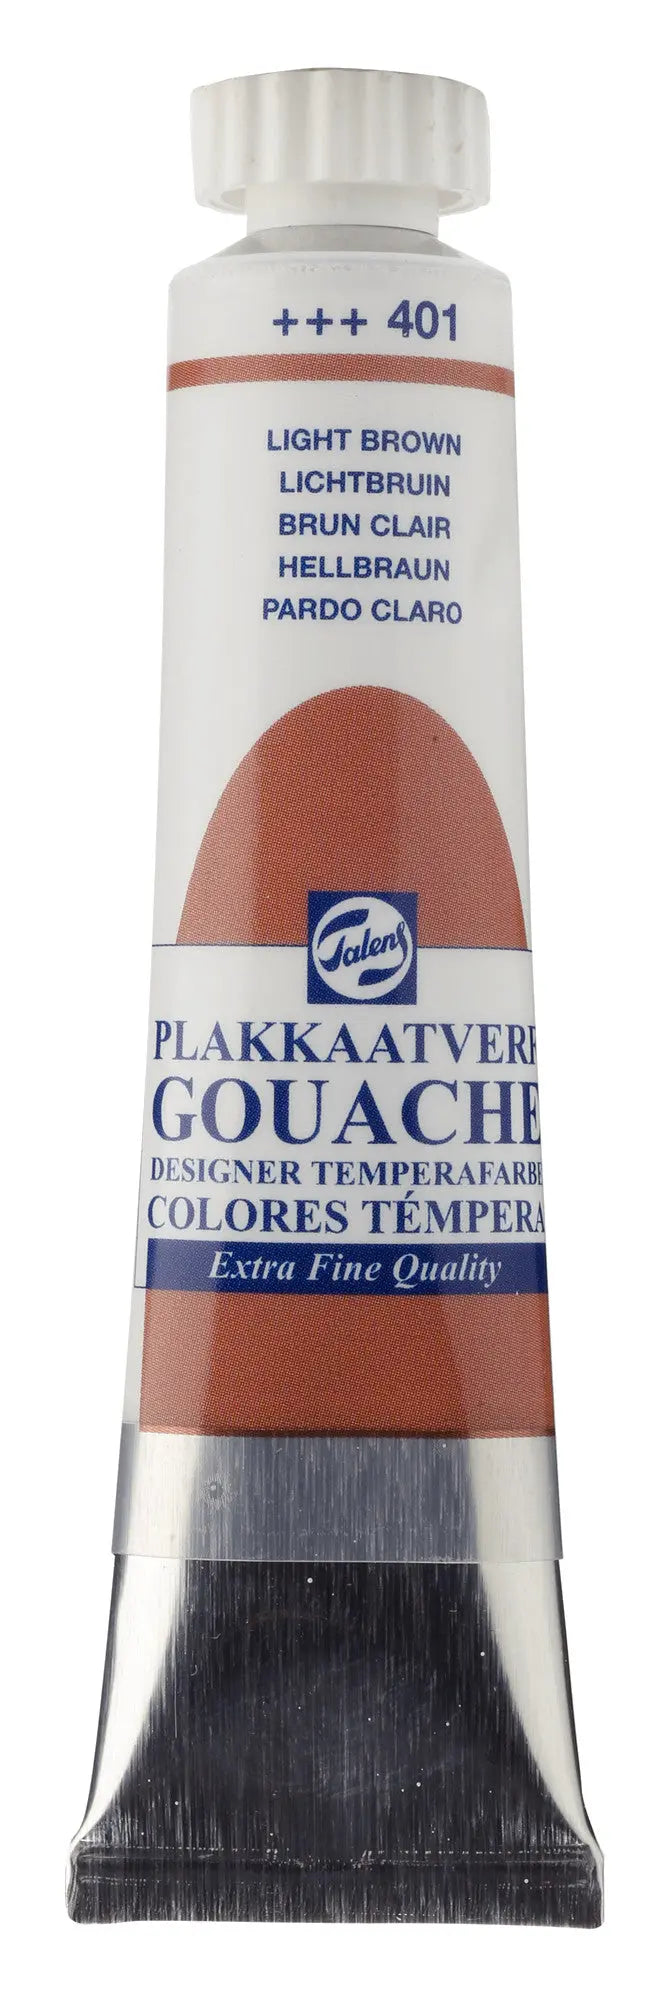 +++ 401
LIGHT BROWN
LICHTBRUIN
BRUN CLAIR
HELLBRAUN
PARDO CLARO
Talens
PLAKKAATVERF
GOUACHE
DESIGNER TEMPERAFARBE
COLORES TÉMPERA
Extra Fine Quality